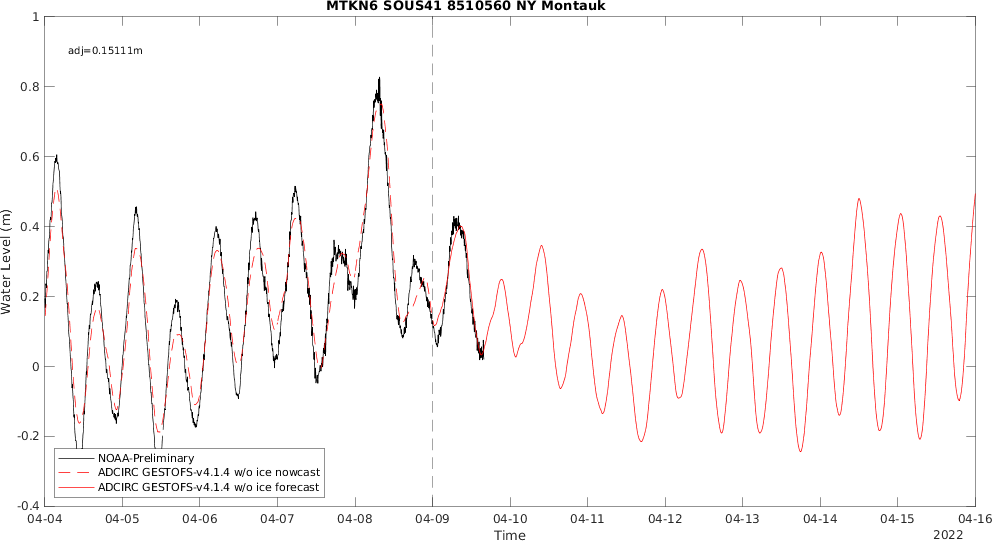 MTKN6 SOUS41 8510560 NY Montauk
adj=0.15111m
Water Level (m)
1
0.8
0.6
0.4
0.2
0
-0.2
-0.4
NOAA-Preliminary
ADCIRC GESTOFS-v4.1.4 w/o ice nowcast
ADCIRC GESTOFS-v4.1.4 w/o ice forecast
04-04 04-05 04-06 04-07 04-08 04-09 04-10 04-11 04-12 04-13 04-14 04-15 04-16
Time
2022